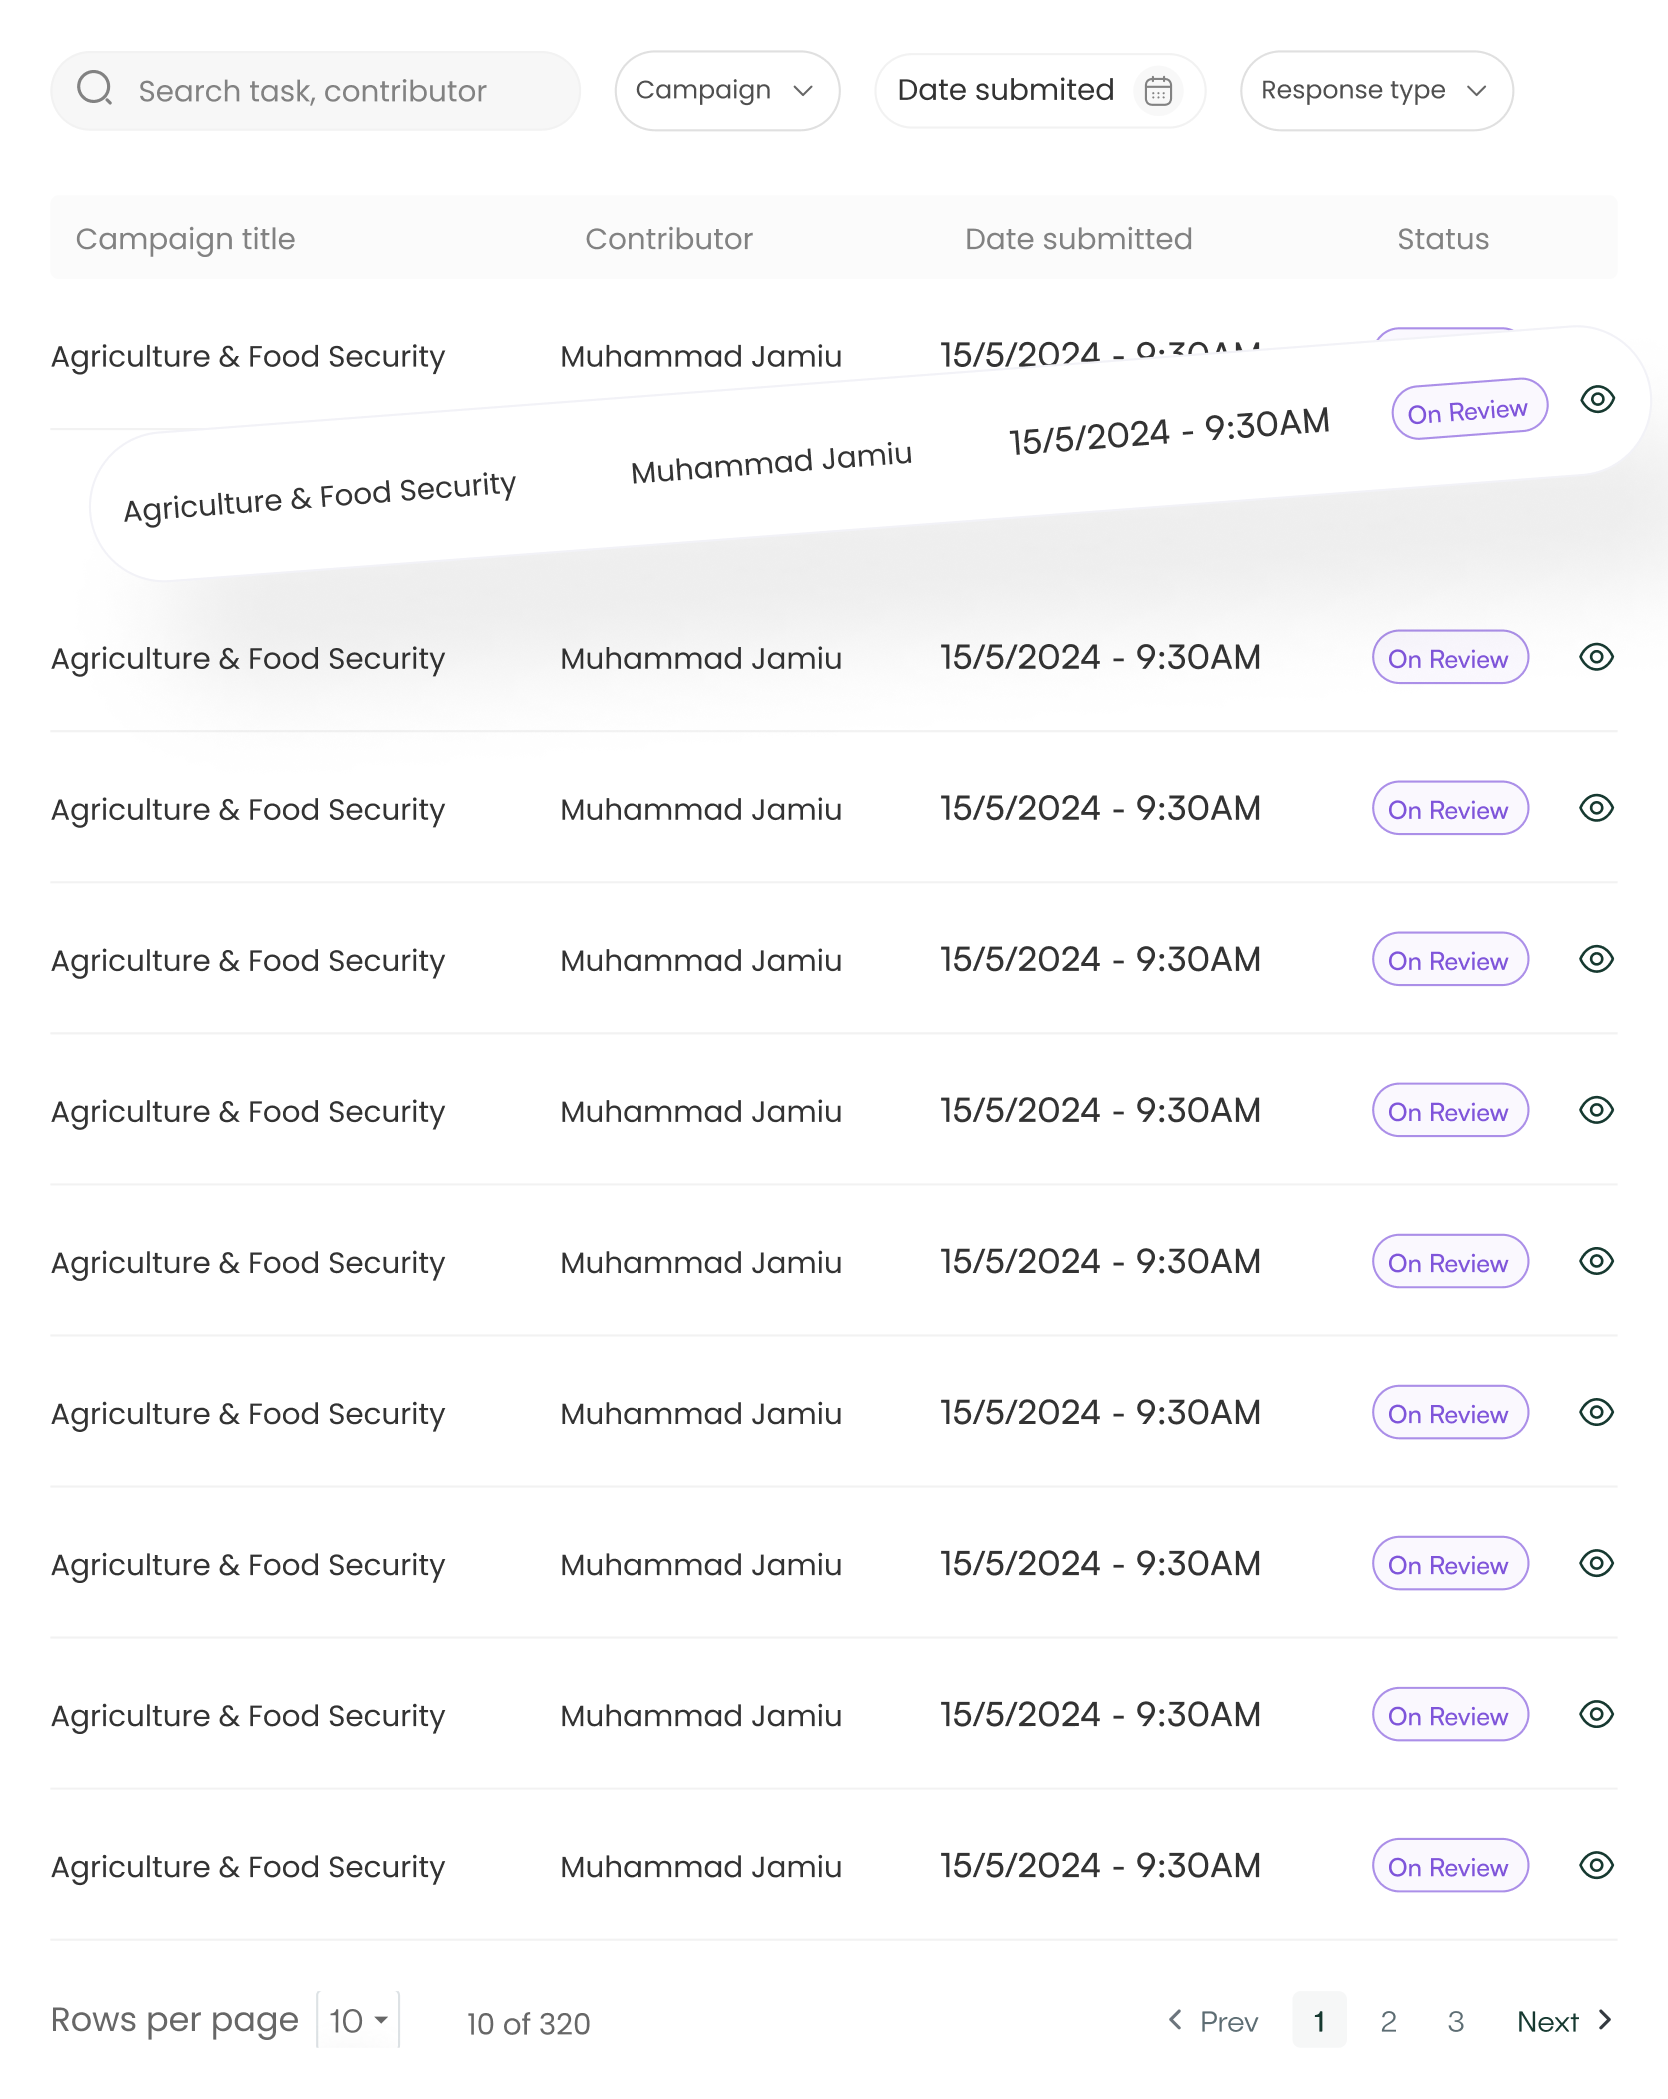 Search task, contributor Campaign Date submited Response type
Campaign title Contributor Date submitted Status
Agriculture & Food Security Muhammad Jamiu 15/5/2024 - 9:30AM
Agriculture & Food Security Muhammad Jamiu 15/5/2024 - 9:30AM On Review
Agriculture & Food Security Muhammad Jamiu 15/5/2024 - 9:30AM On Review
Agriculture & Food Security Muhammad Jamiu 15/5/2024 - 9:30AM On Review
Agriculture & Food Security Muhammad Jamiu 15/5/2024 - 9:30AM On Review
Agriculture & Food Security Muhammad Jamiu 15/5/2024 - 9:30AM On Review
Agriculture & Food Security Muhammad Jamiu 15/5/2024 - 9:30AM On Review
Agriculture & Food Security Muhammad Jamiu 15/5/2024 - 9:30AM On Review
Agriculture & Food Security Muhammad Jamiu 15/5/2024 - 9:30AM On Review
Agriculture & Food Security Muhammad Jamiu 15/5/2024 - 9:30AM On Review
Agriculture & Food Security Muhammad Jamiu 15/5/2024 - 9:30AM On Review
Rows per page 10 10 of 320 Prev 1 2 3 Next